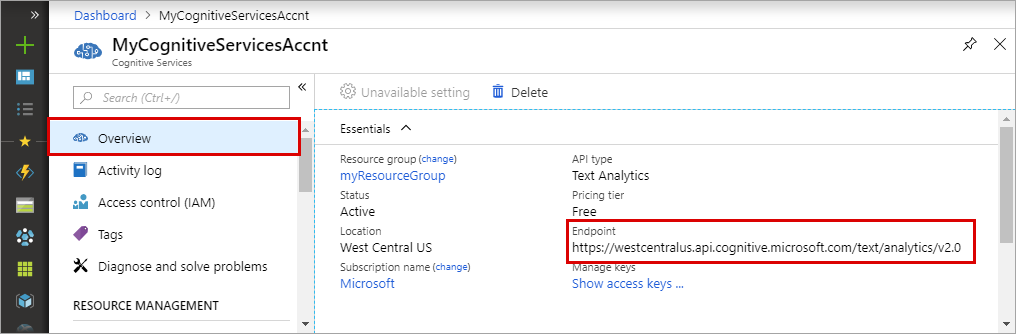 Dashboard > MyCognitiveServicesAccnt
MyCognitiveServicesAccnt
Cognitive Services
Search (Ctrl+/)
Overview
Activity log
Access control (IAM)
Tags
Diagnose and solve problems
RESOURCE MANAGEMENT
Unavailable setting
Delete
Essentials
Resource group (change)
myResourceGroup
Status
Active
Location
West Central US
Subscription name (change)
Microsoft
API type
Text Analytics
Pricing tier
Free
Endpoint
https://westcentralus.api.cognitive.microsoft.com/text/analytics/v2.0
Manage keys
Show access keys ...